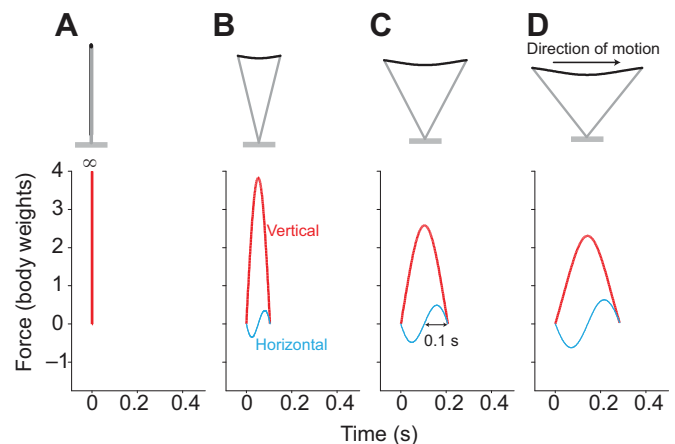 A
B
C
D
Direction of motion
Force (body weights)
4
3
2
1
0
–1
∞
Vertical
Horizontal
0.1 s
0 0.2 0.4
0 0.2 0.4
0 0.2 0.4
0 0.2 0.4
Time (s)